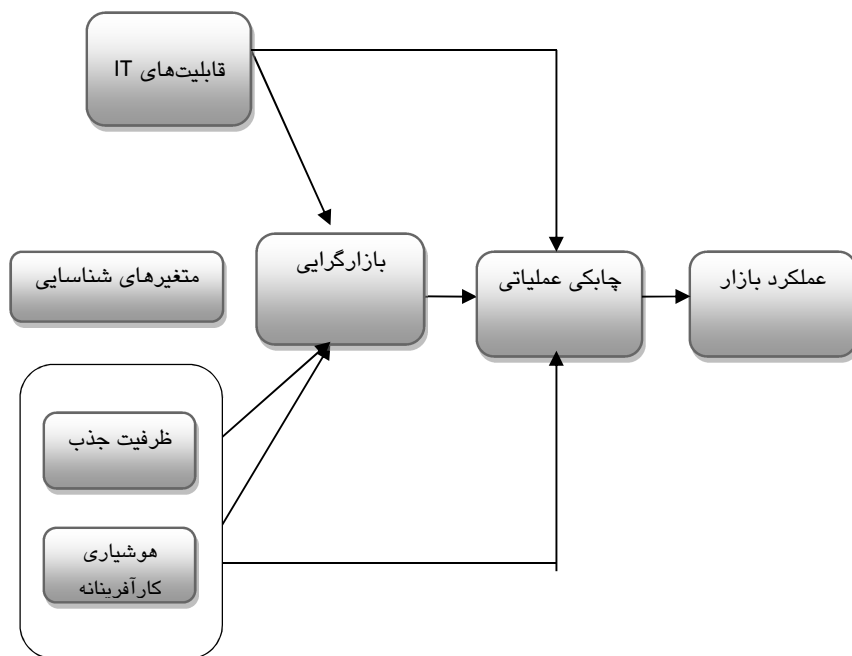 قابلیت‌های IT
بازارگرایی
متغیرهای شناسایی
چابکی عملیاتی
عملکرد بازار
ظرفیت جذب
هوشیاری
کارآفرینانه